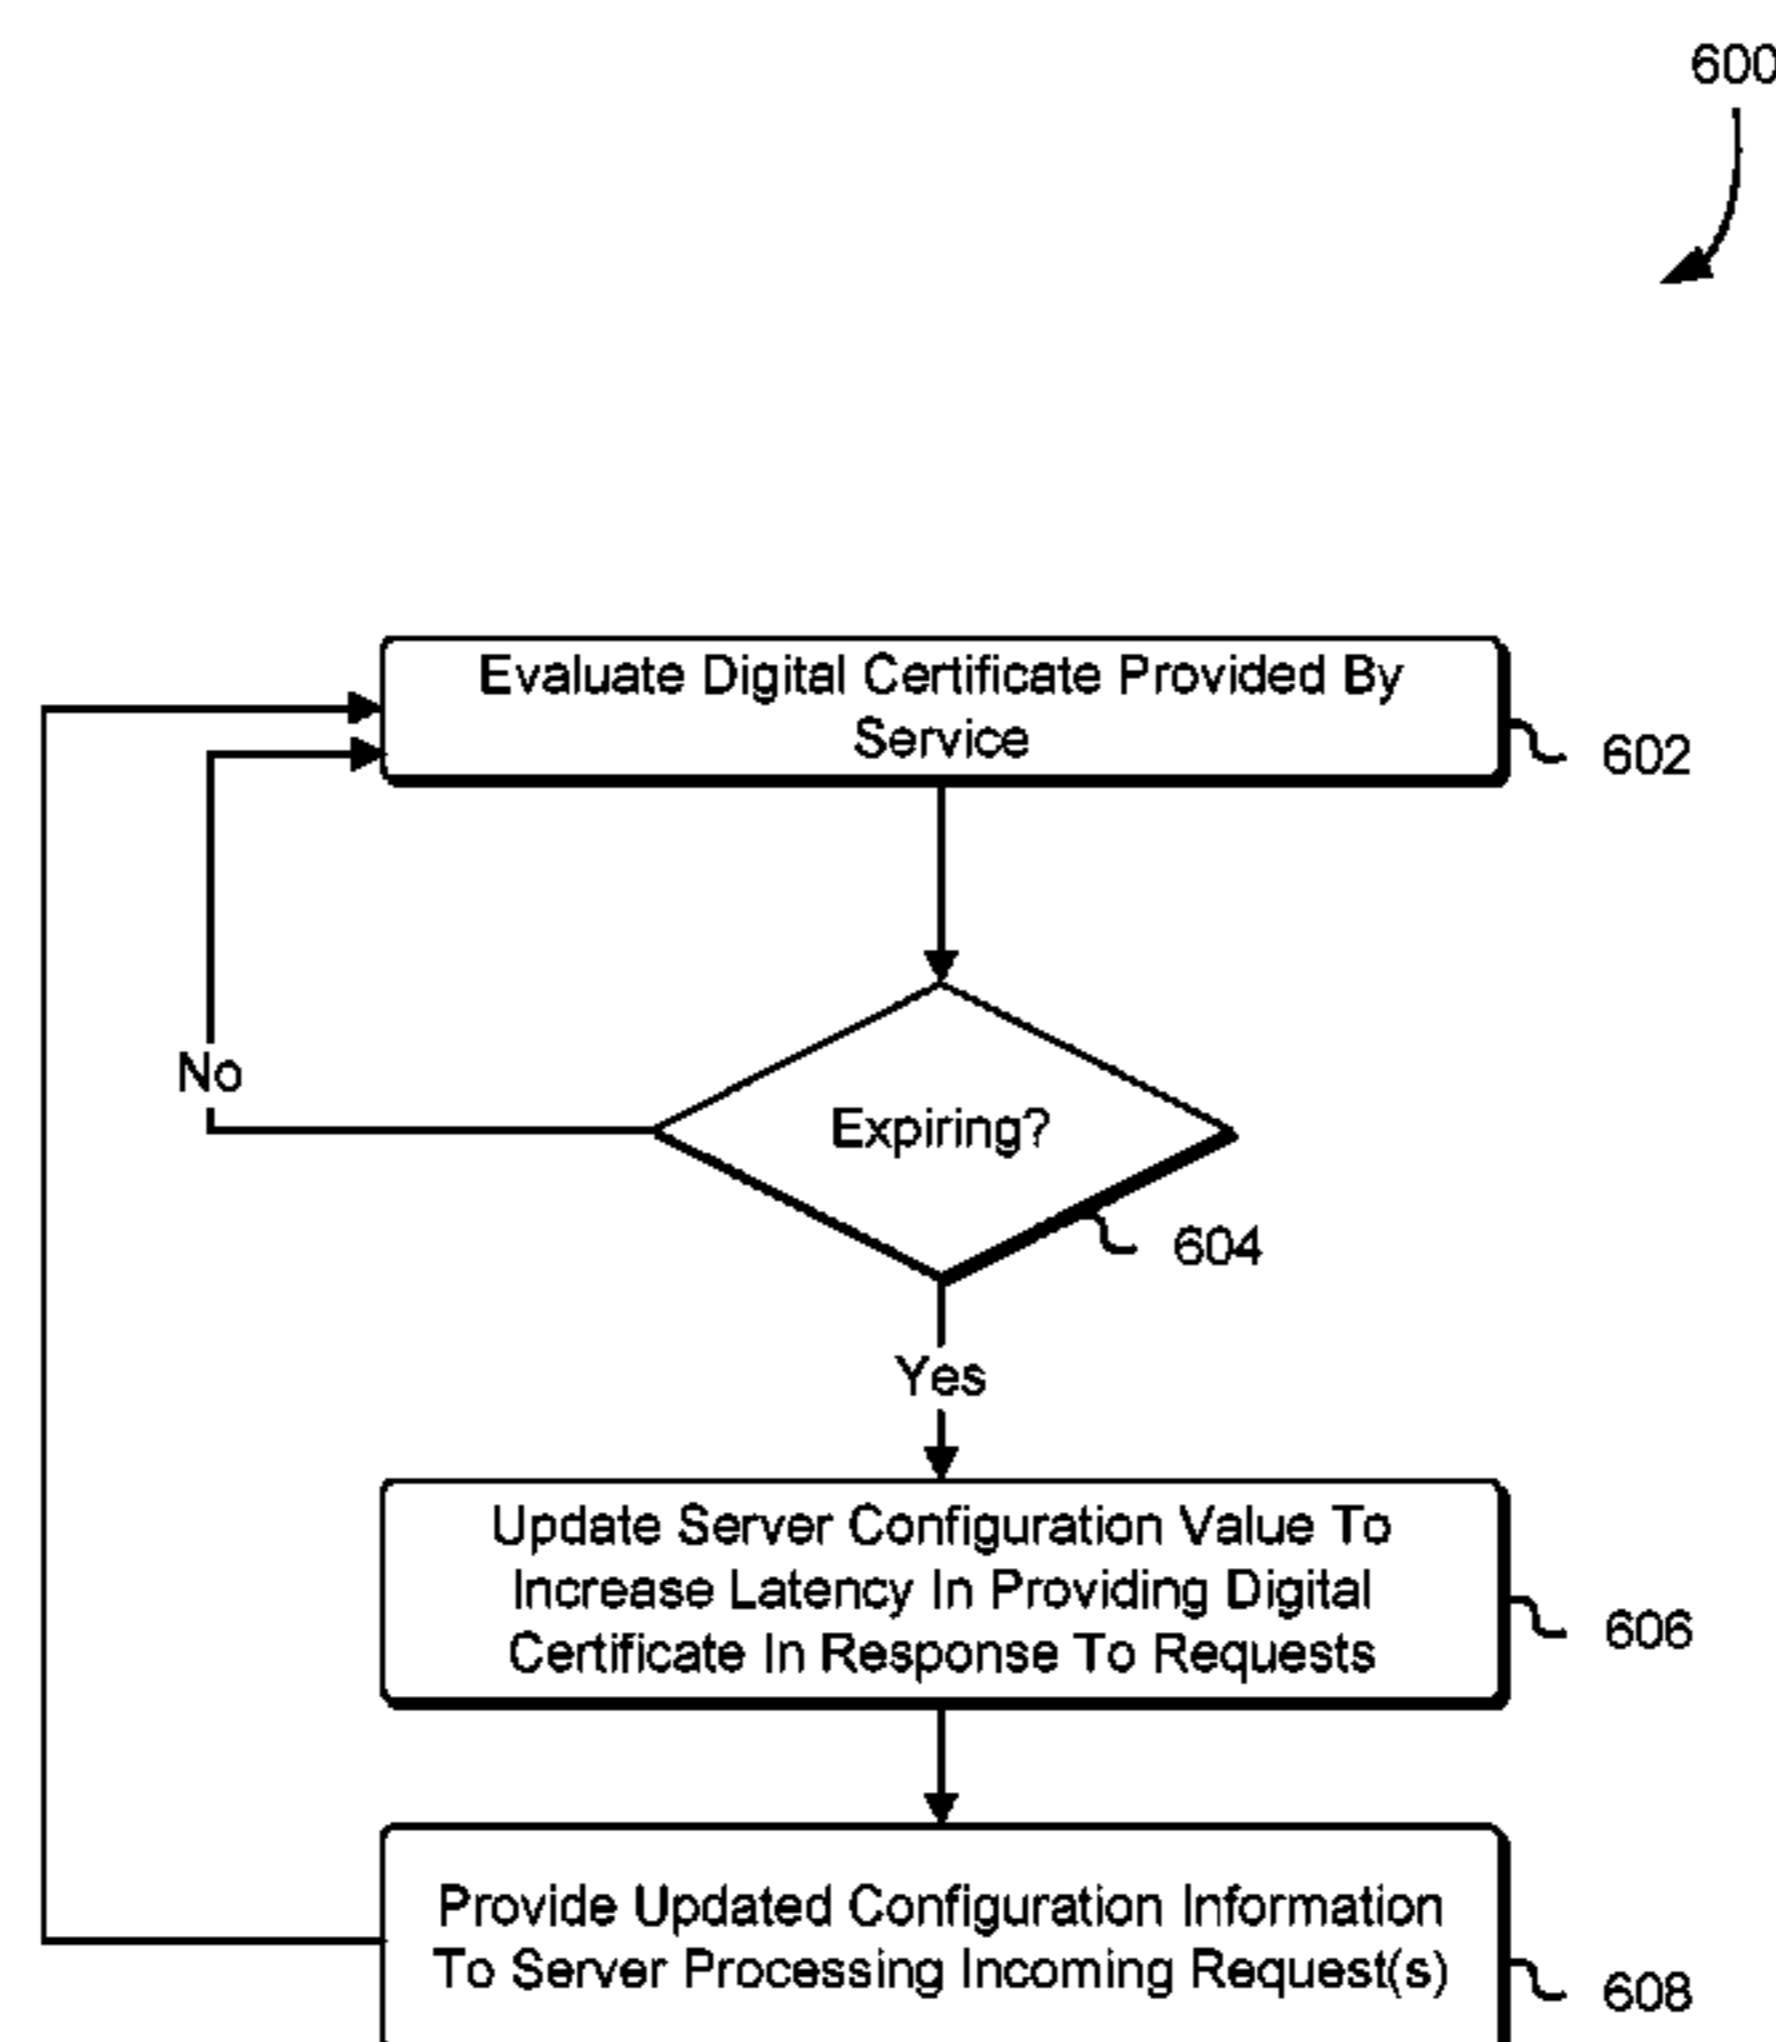 600
Evaluate Digital Certificate Provided By
Service
602
No
Expiring?
604
Yes
Update Server Configuration Value To
Increase Latency In Providing Digital
Certificate In Response To Requests
606
Provide Updated Configuration Information
To Server Processing Incoming Request(s)
608